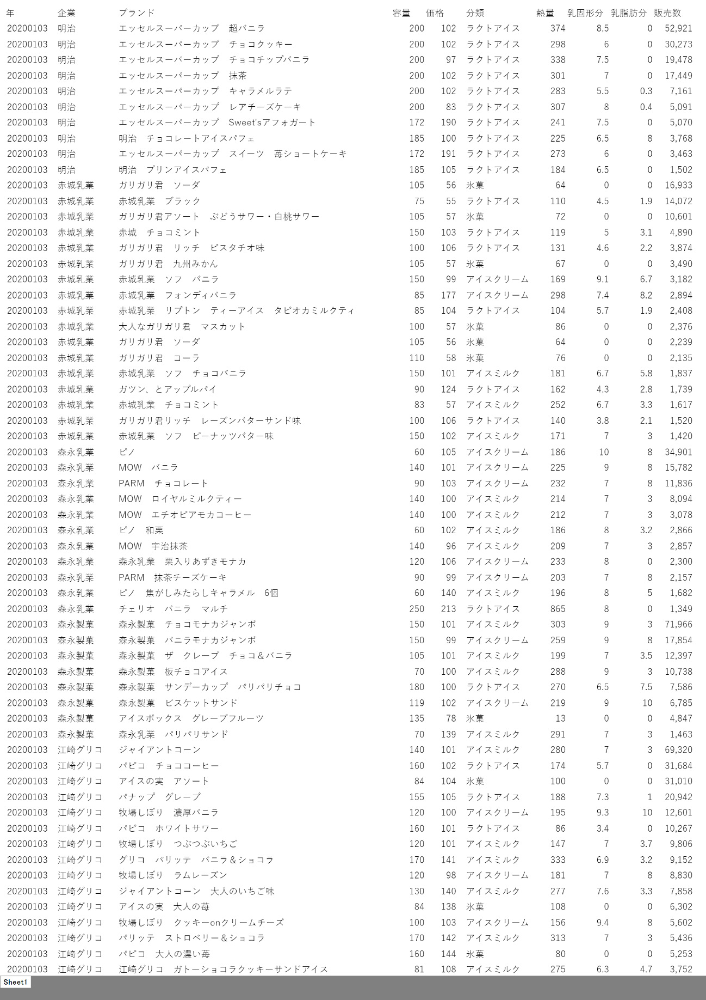 年 企業 ブランド 容量 価格 分類 熱量 乳固形分 乳脂肪分 販売数
20200103 明治 エッセルスーパーカップ　超バニラ 200 102 ラクトアイス 374 8.5 0 52,921
20200103 明治 エッセルスーパーカップ　チョコクッキー 200 102 ラクトアイス 298 6 0 30,273
20200103 明治 エッセルスーパーカップ　チョコチップバニラ 200 97 ラクトアイス 338 7.5 0 19,478
20200103 明治 エッセルスーパーカップ　抹茶 200 102 ラクトアイス 301 7 0 17,449
20200103 明治 エッセルスーパーカップ　キャラメルラテ 200 102 ラクトアイス 283 5.5 0.3 7,161
20200103 明治 エッセルスーパーカップ　レアチーズケーキ 200 83 ラクトアイス 307 8 0.4 5,091
20200103 明治 エッセルスーパーカップ　Sweet'sアフォガート 172 190 ラクトアイス 241 7.5 0 5,070
20200103 明治 明治　チョコレートアイスパフェ 185 100 ラクトアイス 225 6.5 8 3,768
20200103 明治 エッセルスーパーカップ　スイーツ　苺ショートケーキ 172 191 ラクトアイス 273 6 0 3,463
20200103 明治 明治　プリンアイスパフェ 185 105 ラクトアイス 184 6.5 0 1,502
20200103 赤城乳業 ガリガリ君　ソーダ 105 56 氷菓 64 0 0 16,933
20200103 赤城乳業 赤城乳業　ブラック 75 55 ラクトアイス 110 4.5 1.9 14,072
20200103 赤城乳業 ガリガリ君アソート　ぶどうサワー・白桃サワー 105 57 氷菓 72 0 0 10,601
20200103 赤城乳業 赤城　チョコミント 150 103 ラクトアイス 119 5 3.1 4,890
20200103 赤城乳業 ガリガリ君　リッチ　ピスタチオ味 100 106 ラクトアイス 131 4.6 2.2 3,874
20200103 赤城乳業 ガリガリ君　九州みかん 105 57 氷菓 67 0 0 3,490
20200103 赤城乳業 赤城乳業　ソフ　バニラ 150 99 アイスクリーム 169 9.1 6.7 3,182
20200103 赤城乳業 赤城乳業　フォンディバニラ 85 177 アイスクリーム 298 7.4 8.2 2,894
20200103 赤城乳業 赤城乳業　リプトン　ティーアイス　タピオカミルクティ 85 104 ラクトアイス 104 5.7 1.9 2,408
20200103 赤城乳業 大人なガリガリ君　マスカット 100 57 氷菓 86 0 0 2,376
20200103 赤城乳業 ガリガリ君　ソーダ 105 56 氷菓 64 0 0 2,239
20200103 赤城乳業 ガリガリ君　コーラ 110 58 氷菓 76 0 0 2,135
20200103 赤城乳業 赤城乳業　ソフ　チョコバニラ 150 101 アイスミルク 181 6.7 5.8 1,837
20200103 赤城乳業 ガツン、とアップルパイ 90 124 ラクトアイス 162 4.3 2.8 1,739
20200103 赤城乳業 赤城乳業　チョコミント 83 57 アイスミルク 252 6.7 3.3 1,617
20200103 赤城乳業 ガリガリ君リッチ　レーズンバターサンド味 100 106 ラクトアイス 140 3.8 2.1 1,520
20200103 赤城乳業 赤城乳業　ソフ　ピーナッツバター味 150 102 アイスミルク 171 7 3 1,420
20200103 森永乳業 ピノ 60 105 アイスクリーム 186 10 8 34,901
20200103 森永乳業 MOW　バニラ 140 101 アイスクリーム 225 9 8 15,782
20200103 森永乳業 PARM　チョコレート 90 103 アイスクリーム 232 7 8 11,836
20200103 森永乳業 MOW　ロイヤルミルクティー 140 100 アイスミルク 214 7 3 8,094
20200103 森永乳業 MOW　エチオピアモカコーヒー 140 100 アイスミルク 212 7 3 3,078
20200103 森永乳業 ピノ　和栗 60 102 アイスミルク 186 8 3.2 2,866
20200103 森永乳業 MOW　宇治抹茶 140 96 アイスミルク 209 7 3 2,857
20200103 森永乳業 森永乳業　栗入りあずきモナカ 120 106 アイスクリーム 233 8 0 2,300
20200103 森永乳業 PARM　抹茶チーズケーキ 90 99 アイスクリーム 203 7 8 2,157
20200103 森永乳業 ピノ　焦がしみたらしキャラメル　6個 60 140 アイスミルク 196 8 5 1,682
20200103 森永乳業 チェリオ　バニラ　マルチ 250 213 ラクトアイス 865 8 0 1,349
20200103 森永製菓 森永製菓　チョコモナカジャンボ 150 101 アイスミルク 303 9 3 71,966
20200103 森永製菓 森永製菓　バニラモナカジャンボ 150 99 アイスクリーム 259 9 8 17,854
20200103 森永製菓 森永製菓　ザ　クレープ　チョコ＆バニラ 105 101 アイスミルク 199 7 3.5 12,397
20200103 森永製菓 森永製菓　板チョコアイス 70 100 アイスミルク 288 9 3 10,738
20200103 森永製菓 森永製菓　サンデーカップ　パリパリチョコ 180 100 ラクトアイス 270 6.5 7.5 7,586
20200103 森永製菓 森永製菓　ビスケットサンド 119 102 アイスクリーム 219 9 10 6,785
20200103 森永製菓 アイスボックス　グレープフルーツ 135 78 氷菓 13 0 0 4,847
20200103 森永製菓 森永乳業　パリパリサンド 70 139 アイスミルク 291 7 3 1,463
20200103 江崎グリコ ジャイアントコーン 140 101 アイスミルク 280 7 3 69,320
20200103 江崎グリコ パピコ　チョココーヒー 160 102 ラクトアイス 174 5.7 0 31,684
20200103 江崎グリコ アイスの実　アソート 84 104 氷菓 100 0 0 31,010
20200103 江崎グリコ パナップ　グレープ 155 105 ラクトアイス 188 7.3 1 20,942
20200103 江崎グリコ 牧場しぼり　濃厚バニラ 120 100 アイスクリーム 195 9.3 10 12,601
20200103 江崎グリコ パピコ　ホワイトサワー 160 101 ラクトアイス 86 3.4 0 10,267
20200103 江崎グリコ 牧場しぼり　つぶつぶいちご 120 101 アイスミルク 147 7 3.7 9,806
20200103 江崎グリコ グリコ　パリッテ　バニラ＆ショコラ 170 141 アイスミルク 333 6.9 3.2 9,152
20200103 江崎グリコ 牧場しぼり　ラムレーズン 120 98 アイスクリーム 181 7 8 8,830
20200103 江崎グリコ ジャイアントコーン　大人のいちご味 130 140 アイスミルク 277 7.6 3.3 7,858
20200103 江崎グリコ アイスの実　大人の苺 84 138 氷菓 108 0 0 6,302
20200103 江崎グリコ 牧場しぼり　クッキーonクリームチーズ 100 103 アイスクリーム 156 9.4 8 5,602
20200103 江崎グリコ パリッテ　ストロベリー＆ショコラ 170 142 アイスミルク 313 7 3 5,436
20200103 江崎グリコ パピコ　大人の濃い苺 160 144 氷菓 80 0 0 5,253
20200103 江崎グリコ 江崎グリコ　ガトーショコラクッキーサンドアイス 81 108 アイスミルク 275 6.3 4.7 3,752
Sheet1